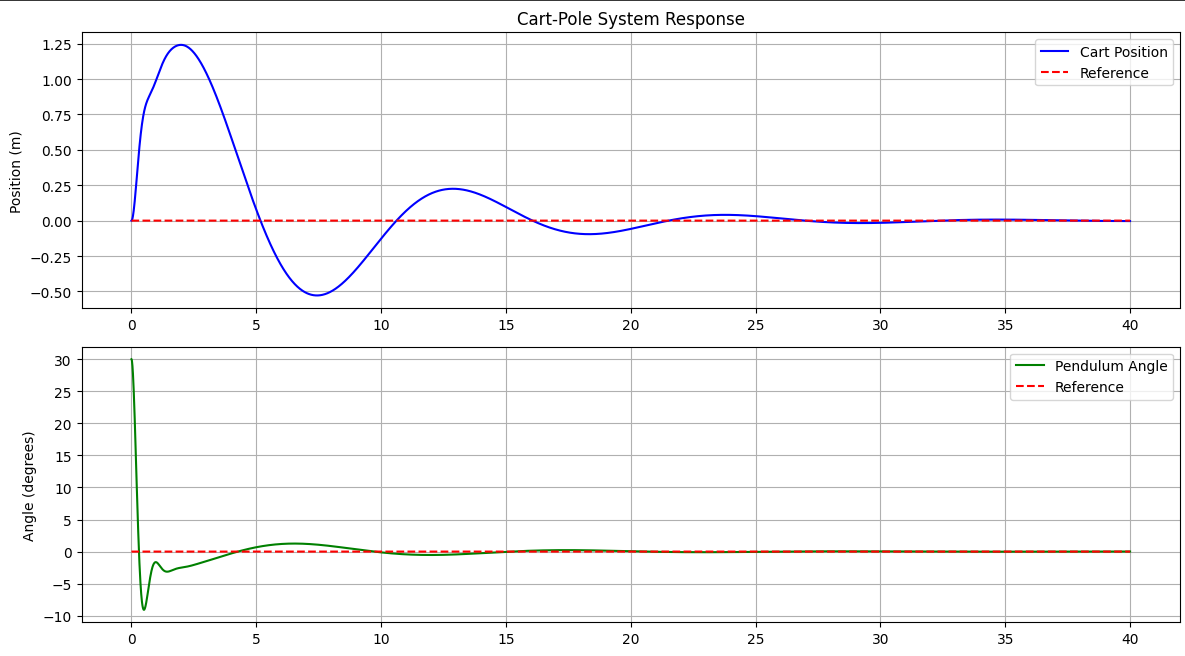 Cart-Pole System Response
Position (m)
1.25
1.00
0.75
0.50
0.25
0.00
−0.25
−0.50
Cart Position
Reference
0 5 10 15 20 25 30 35 40
Angle (degrees)
30
25
20
15
10
5
0
−5
−10
Pendulum Angle
Reference
0 5 10 15 20 25 30 35 40